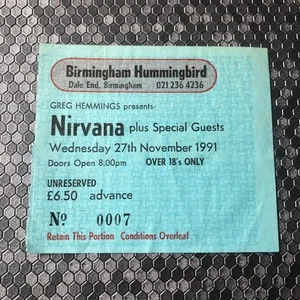 Birmingham Hummingbird
Dale End, Birmingham 021 236 4236
GREG HEMMINGS presents-
Nirvana plus Special Guests
Wednesday 27th November 1991
Doors Open 8.00pm OVER 18's ONLY
UNRESERVED
£6.50 advance
No 0007
Retain This Portion Conditions Overleaf